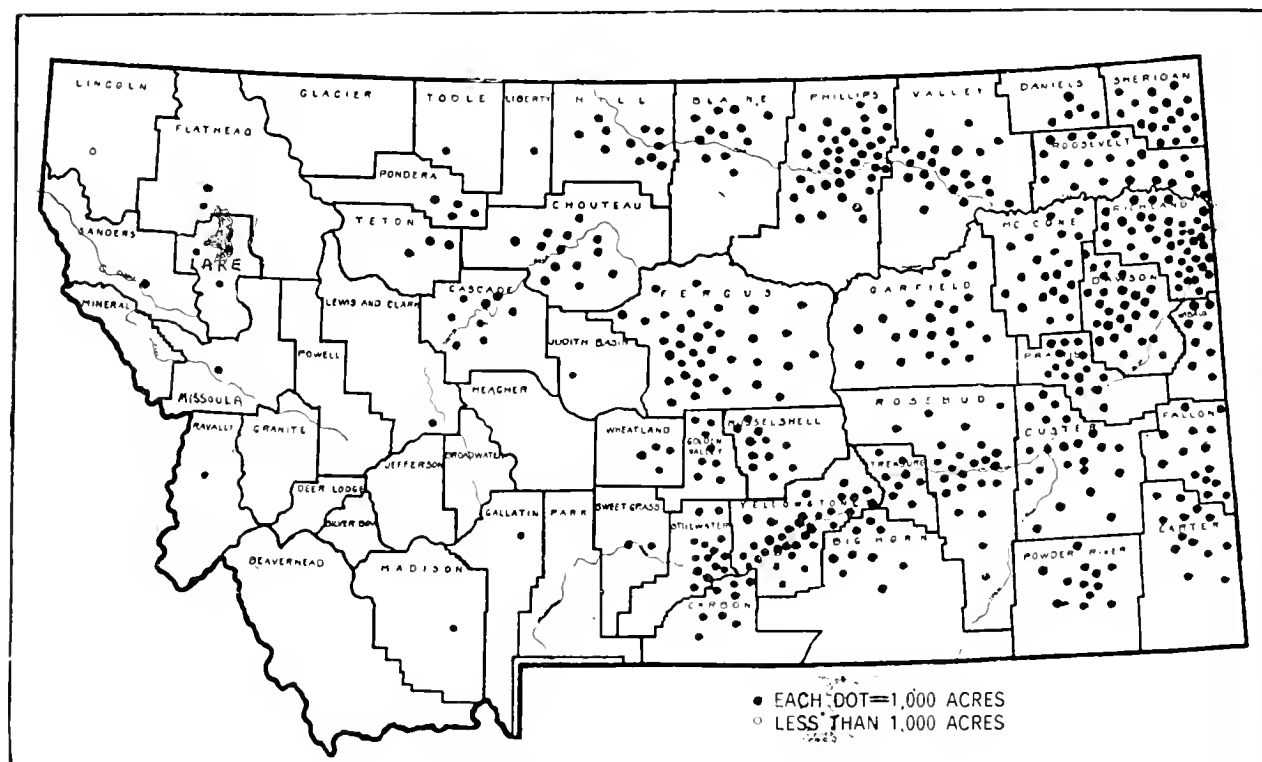 LINCOLN
FLATHEAD
GLACIER
TOOLE
LIBERTY
HILL
BLAINE
PHILLIPS
VALLEY
DANIELS
SHERIDAN
ROOSEVELT
PONDERA
TETON
CHOUTEAU
RICHLAND
MC CONE
SANDERS
LAKE
MINERAL
LEWIS AND CLARK
CASCADE
FERGUS
GARFIELD
DAWSON
WIBAUX
POWELL
JUDITH BASIN
PRAIRIE
MISSOULA
MEAGHER
RAVALLI
GRANITE
JEFFERSON
BROADWATER
WHEATLAND
GOLDEN
VALLEY
MUSSELSHELL
ROSEBUD
TREASURE
CUSTER
FALLON
DEER LODGE
SILVER BOW
GALLATIN
PARK
SWEET GRASS
STILLWATER
YELLOWSTONE
BIG HORN
CARTER
BEAVERHEAD
MADISON
CARBON
POWDER RIVER
EACH DOT=1,000 ACRES
LESS THAN 1,000 ACRES